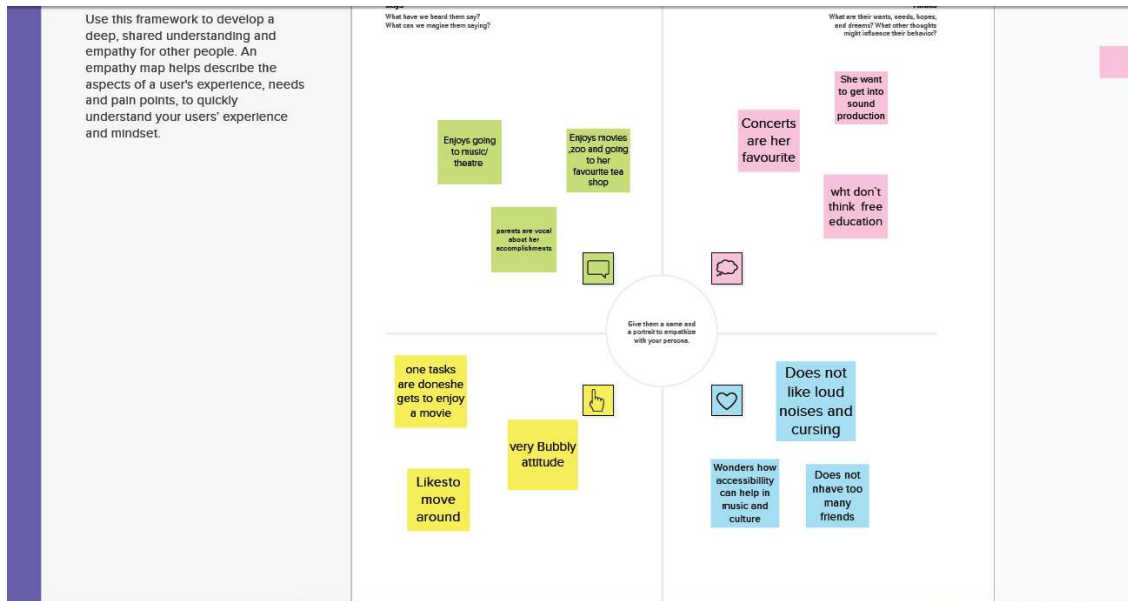 Use this framework to develop a
deep, shared understanding and
empathy for other people. An
empathy map helps describe the
aspects of a user's experience, needs
and pain points, to quickly
understand your users' experience
and mindset.
What have we heard them say?
What can we magine them saying?
What are their wants, needs, hopes,
and dreams? What other thoughts
might influence their behavior?
Enjoys going
to music/
theatre
Enjoys movies
,zoo and going
to her
favourite tea
shop
parents are vocal
about her
accomplishments
She want
to get into
sound
production
Concerts
are her
favourite
wht don`t
think free
education
Give them a name and
a portrait to empathize
with your persona.
one tasks
are doneshe
gets to enjoy
a movie
very Bubbly
attitude
Likesto
move
around
Does not
like loud
noises and
cursing
Wonders how
accessibillity
can help in
music and
culture
Does not
nhave too
many
friends